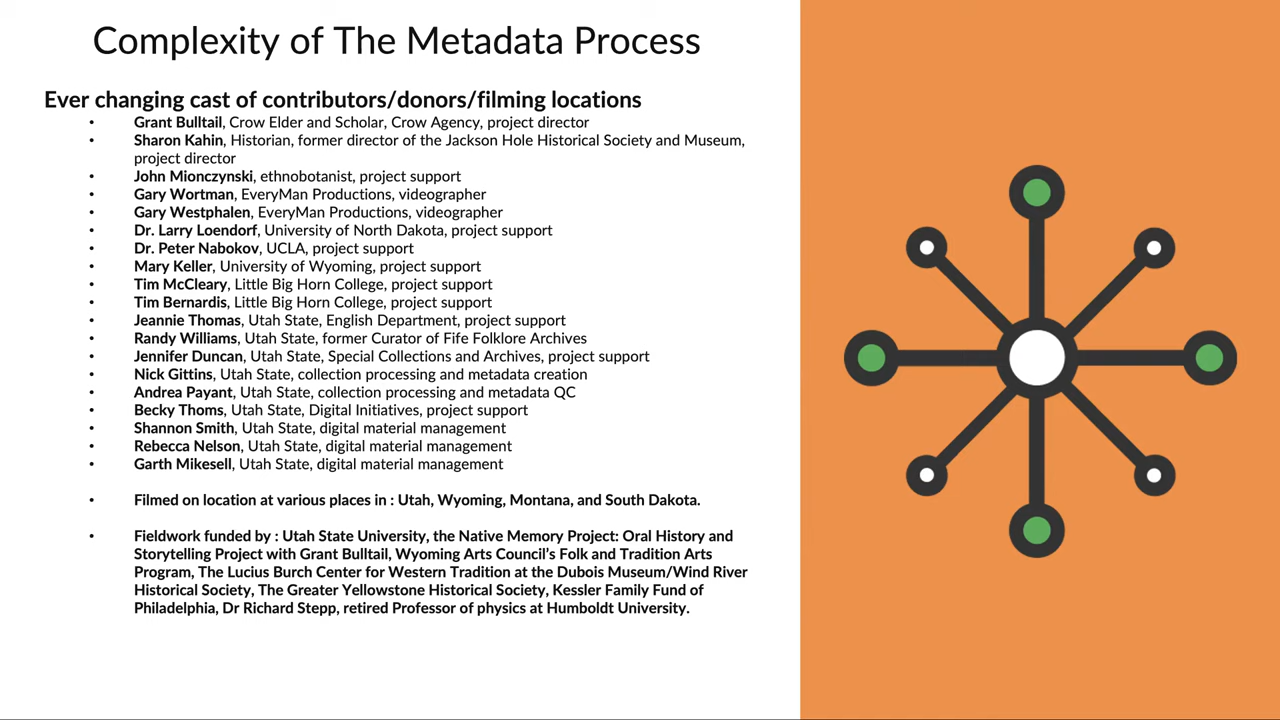 Complexity of The Metadata Process
Ever changing cast of contributors/donors/filming locations
• Grant Bulltail, Crow Elder and Scholar, Crow Agency, project director
• Sharon Kahin, Historian, former director of the Jackson Hole Historical Society and Museum,
project director
• John Mionczynski, ethnobotanist, project support
• Gary Wortman, EveryMan Productions, videographer
• Gary Westphalen, EveryMan Productions, videographer
• Dr. Larry Loendorf, University of North Dakota, project support
• Dr. Peter Nabokov, UCLA, project support
• Mary Keller, University of Wyoming, project support
• Tim McCleary, Little Big Horn College, project support
• Tim Bernardis, Little Big Horn College, project support
• Jeannie Thomas, Utah State, English Department, project support
• Randy Williams, Utah State, former Curator of Fife Folklore Archives
• Jennifer Duncan, Utah State, Special Collections and Archives, project support
• Nick Gittins, Utah State, collection processing and metadata creation
• Andrea Payant, Utah State, collection processing and metadata QC
• Becky Thoms, Utah State, Digital Initiatives, project support
• Shannon Smith, Utah State, digital material management
• Rebecca Nelson, Utah State, digital material management
• Garth Mikesell, Utah State, digital material management
• Filmed on location at various places in : Utah, Wyoming, Montana, and South Dakota.
• Fieldwork funded by : Utah State University, the Native Memory Project: Oral History and
Storytelling Project with Grant Bulltail, Wyoming Arts Council’s Folk and Tradition Arts
Program, The Lucius Burch Center for Western Tradition at the Dubois Museum/Wind River
Historical Society, The Greater Yellowstone Historical Society, Kessler Family Fund of
Philadelphia, Dr Richard Stepp, retired Professor of physics at Humboldt University.